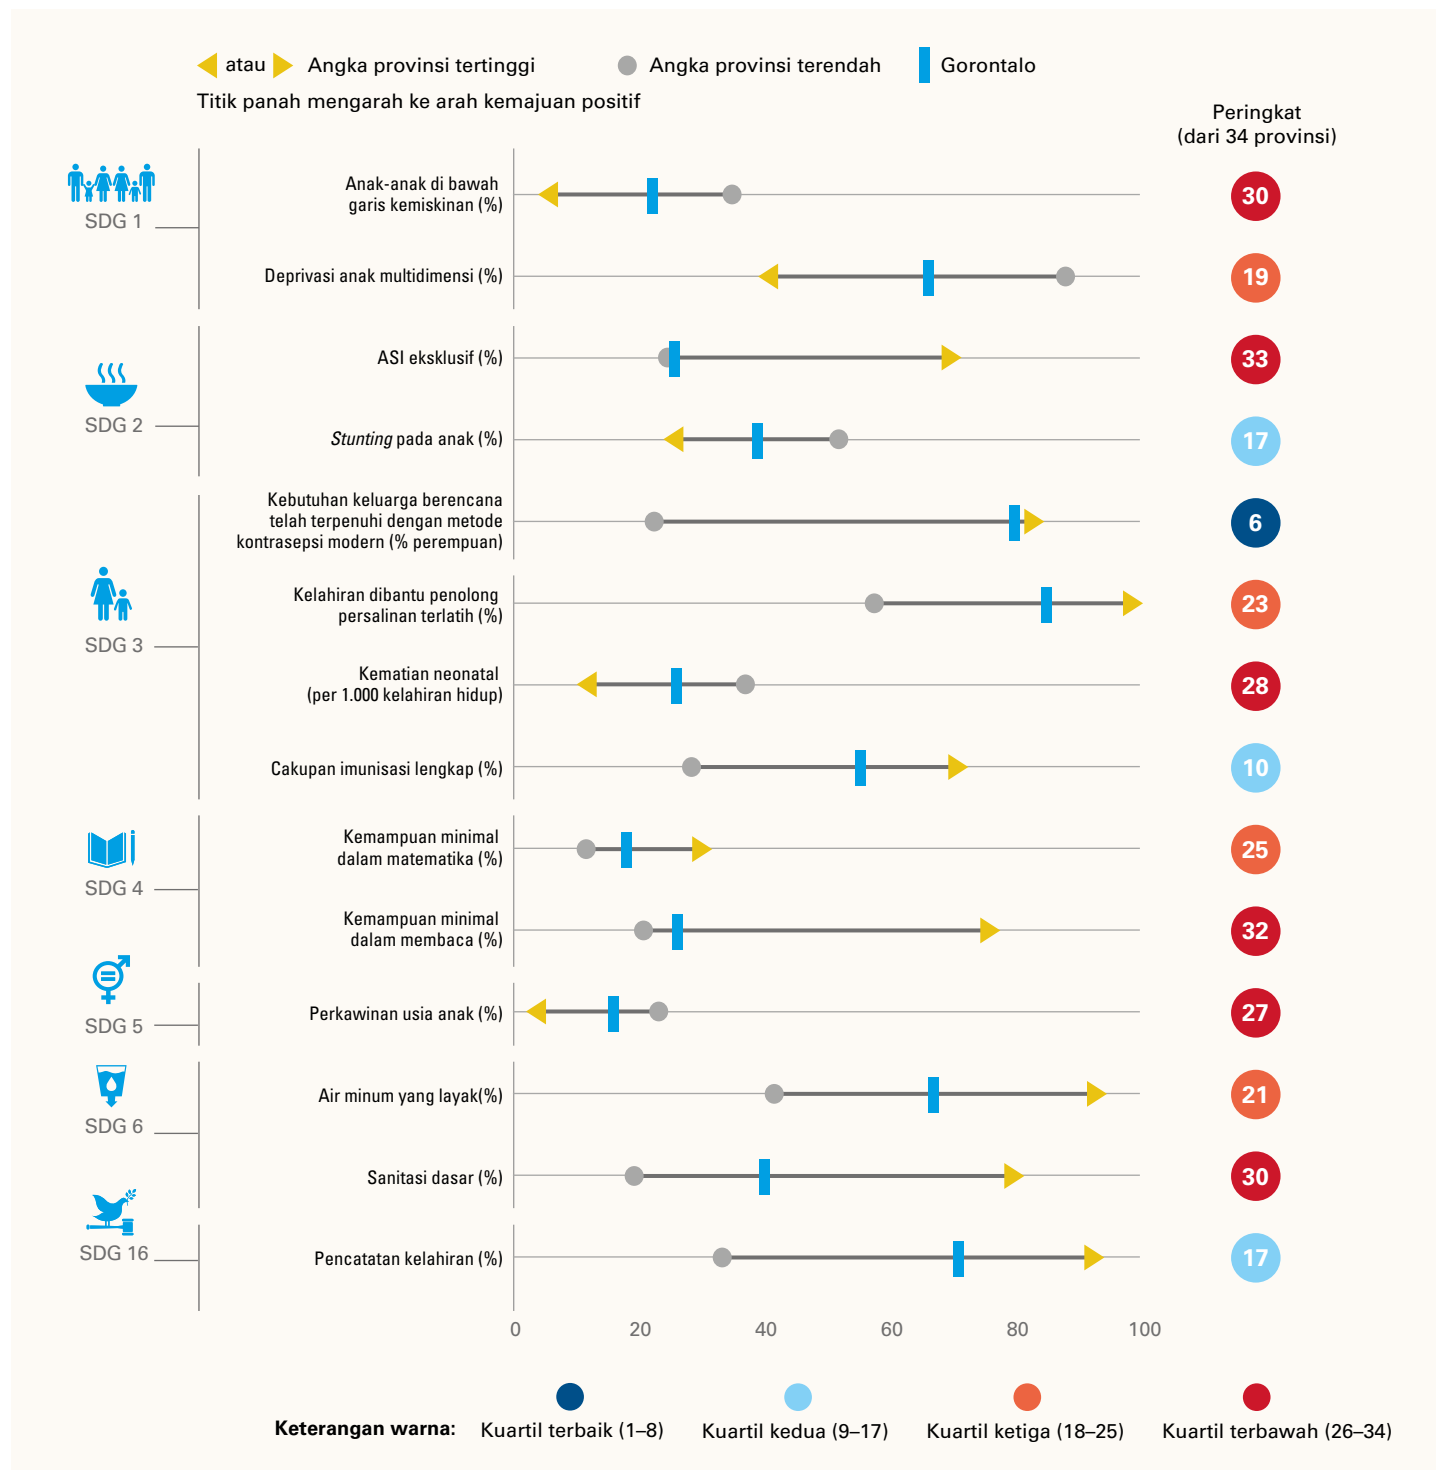 atau Angka provinsi tertinggi Angka provinsi terendah Gorontalo
Titik panah mengarah ke arah kemajuan positif
Peringkat
(dari 34 provinsi)
SDG 1
Anak-anak di bawah
garis kemiskinan (%)
30
Deprivasi anak multidimensi (%)
19
SDG 2
ASI eksklusif (%)
33
Stunting pada anak (%)
17
SDG 3
Kebutuhan keluarga berencana
telah terpenuhi dengan metode
kontrasepsi modern (% perempuan)
6
Kelahiran dibantu penolong
persalinan terlatih (%)
23
Kematian neonatal
(per 1.000 kelahiran hidup)
28
Cakupan imunisasi lengkap (%)
10
SDG 4
Kemampuan minimal
dalam matematika (%)
25
Kemampuan minimal
dalam membaca (%)
32
SDG 5
Perkawinan usia anak (%)
27
SDG 6
Air minum yang layak(%)
21
Sanitasi dasar (%)
30
SDG 16
Pencatatan kelahiran (%)
17
0 20 40 60 80 100
Keterangan warna: Kuartil terbaik (1–8) Kuartil kedua (9–17) Kuartil ketiga (18–25) Kuartil terbawah (26–34)